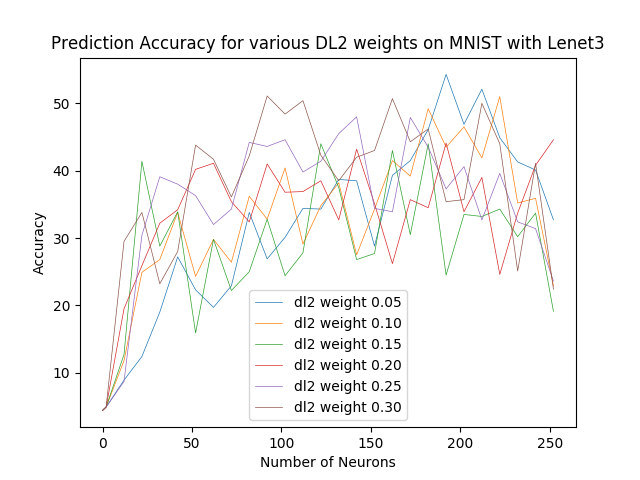 Prediction Accuracy for various DL2 weights on MNIST with Lenet3
50
40
30
20
10
Accuracy
dl2 weight 0.05
dl2 weight 0.10
dl2 weight 0.15
dl2 weight 0.20
dl2 weight 0.25
dl2 weight 0.30
0 50 100 150 200 250
Number of Neurons